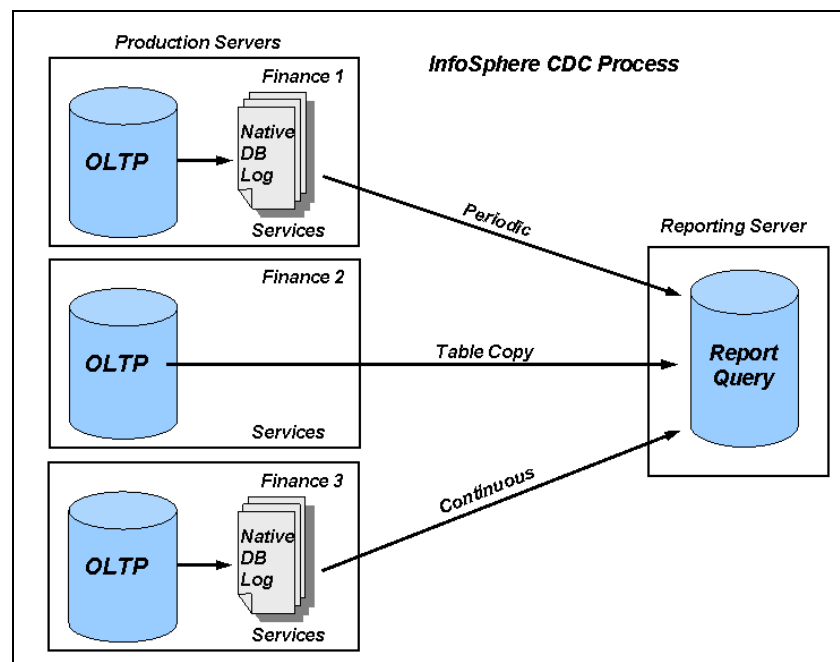 Production Servers
InfoSphere CDC Process
Finance 1
OLTP
Native
DB
Log
Services
Periodic
Reporting Server
Finance 2
OLTP
Table Copy
Services
Report
Query
Finance 3
OLTP
Native
DB
Log
Services
Continuous